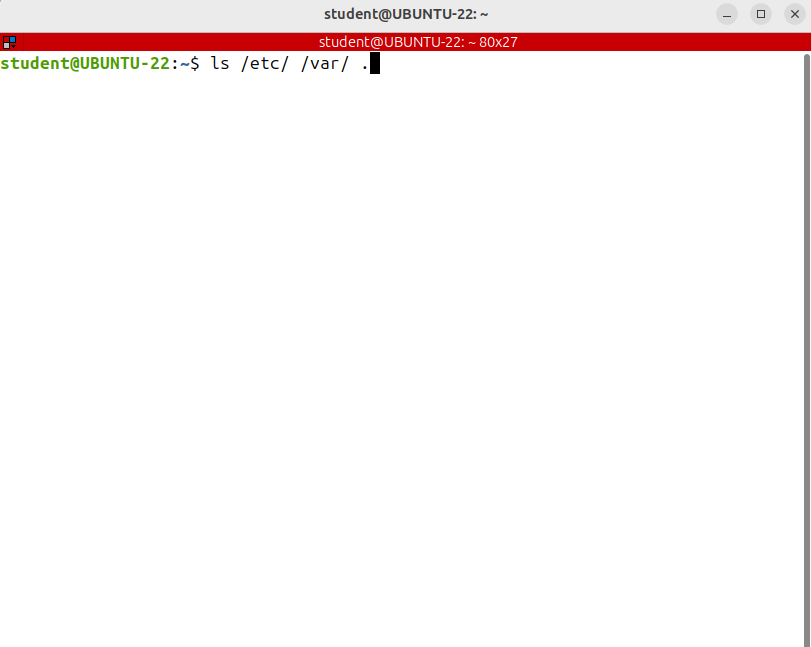 student@UBUNTU-22: ~
student@UBUNTU-22: ~ 80x27
student@UBUNTU-22:~$ ls /etc/ /var/ .